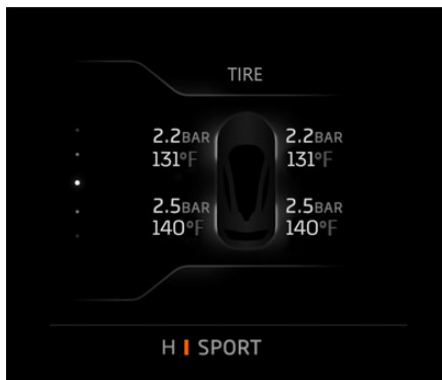 TIRE
2.2BAR 2.2BAR
131°F 131°F
2.5BAR 2.5BAR
140°F 140°F
H SPORT